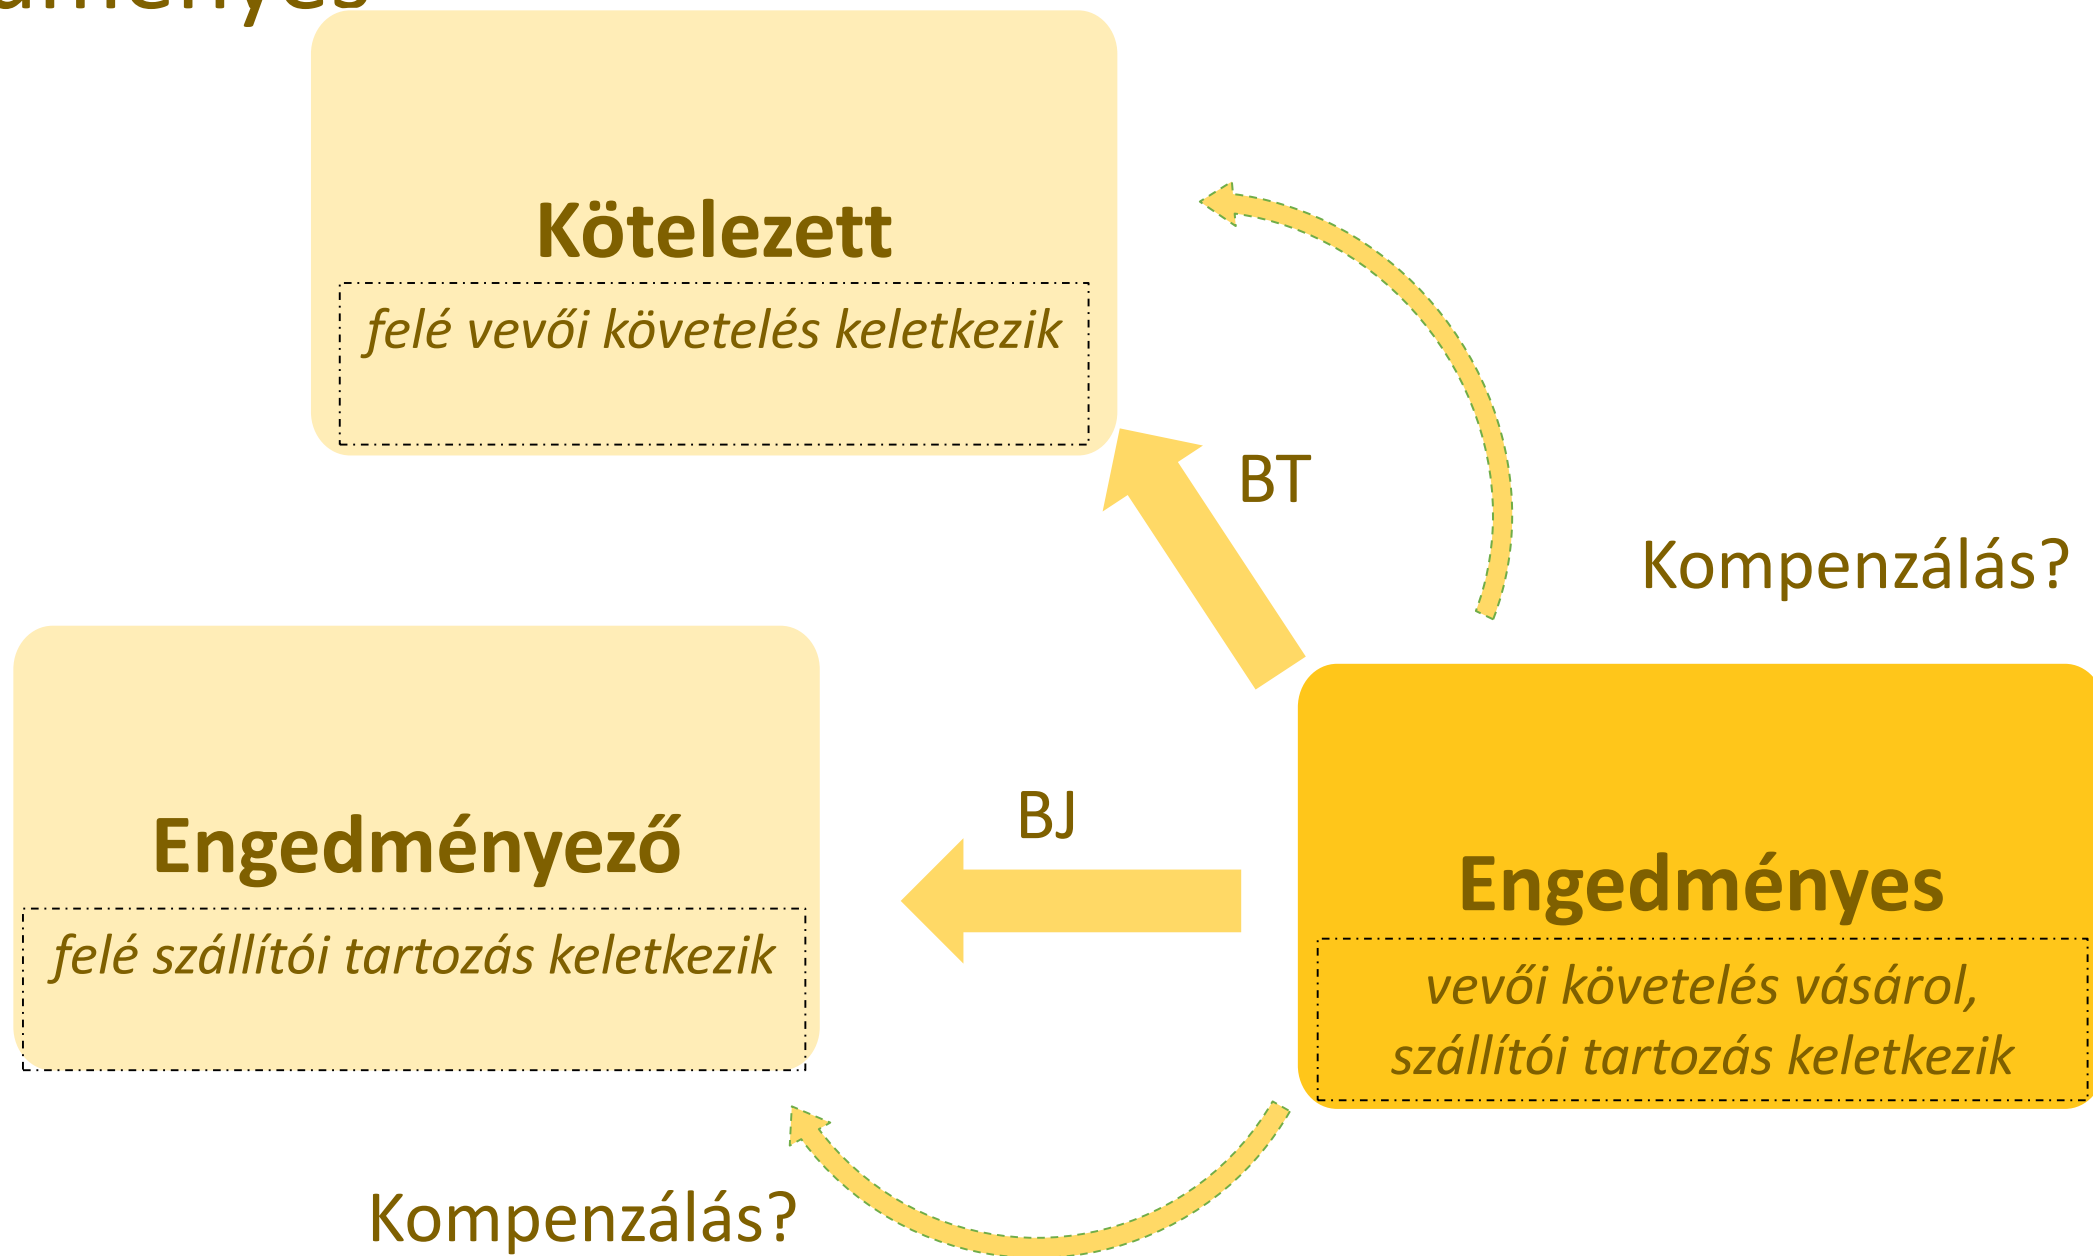 Kötelezett
felé vevői követelés keletkezik
BT
Kompenzálás?
Engedményező
felé szállítói tartozás keletkezik
BJ
Engedményes
vevői követelés vásárol,
szállítói tartozás keletkezik
Kompenzálás?